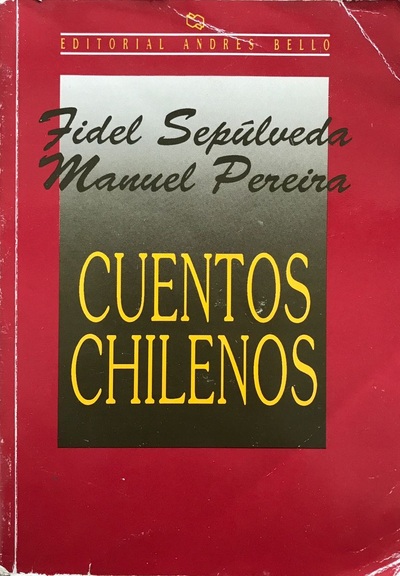 EDITORIAL ANDRES BELLO
Fidel Sepúlveda
Manuel Pereira
CUENTOS
CHILENOS